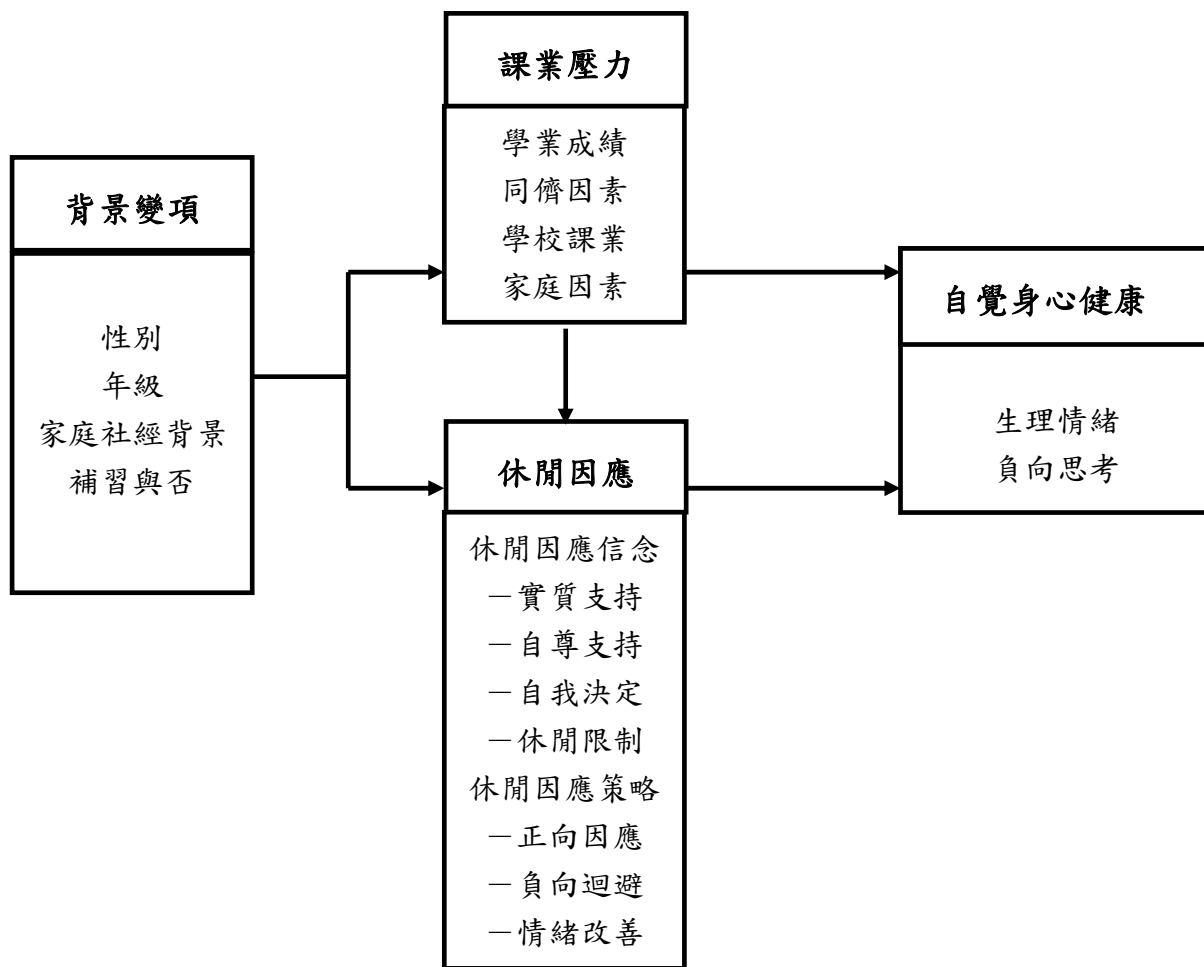 背景變項
性別
年級
家庭社經背景
補習與否
課業壓力
學業成績
同儕因素
學校課業
家庭因素
休閒因應
休閒因應信念
－實質支持
－自尊支持
－自我決定
－休閒限制
休閒因應策略
－正向因應
－負向迴避
－情緒改善
自覺身心健康
生理情緒
負向思考